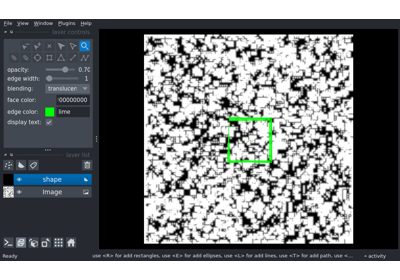 File View Window Plugins Help
layer controls
opacity: 0.70
edge width: 1
blending: translucen
face color: 00000000
edge color: lime
display text:
layer list
shape
Image
Ready use <R> for add rectangles, use <E> for add ellipses, use <L> for add lines, use <T> for add path, use <... activity